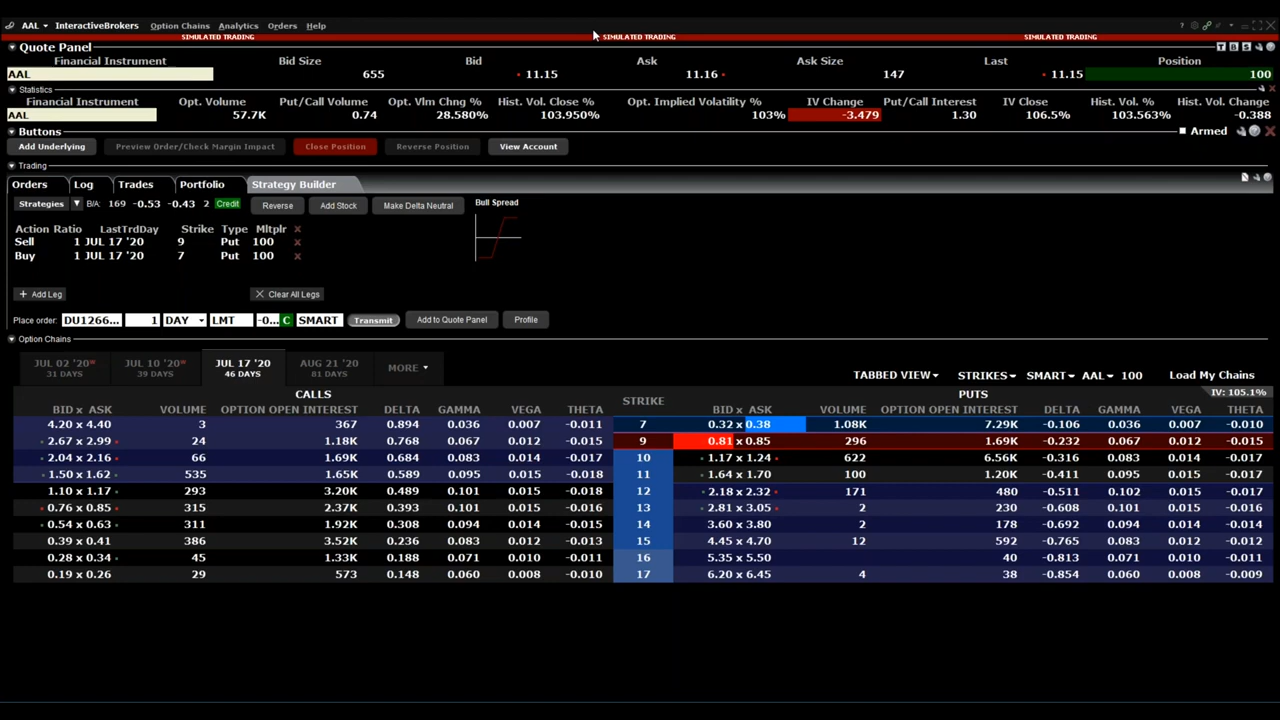 AAL InteractiveBrokers Option Chains Analytics Orders Help ?
SIMULATED TRADING SIMULATED TRADING SIMULATED TRADING
Quote Panel
Financial Instrument Bid Size Bid Ask Ask Size Last Position
AAL 655 11.15 11.16 147 11.15 100
Statistics
Financial Instrument Opt. Volume Put/Call Volume Opt. Vlm Chng % Hist. Vol. Close % Opt. Implied Volatility % IV Change Put/Call Interest IV Close Hist. Vol. % Hist. Vol. Change
AAL 57.7K 0.74 28.580% 103.950% 103% -3.479 1.30 106.5% 103.563% -0.388
Buttons Armed
Add Underlying Preview Order/Check Margin Impact Close Position Reverse Position View Account
Trading
Orders Log Trades Portfolio Strategy Builder
Strategies B/A: 169 -0.53 -0.43 2 Credit Reverse Add Stock Make Delta Neutral Bull Spread
Action Ratio LastTrdDay Strike Type Mltplr X
Sell 1 JUL 17 '20 9 Put 100 X
Buy 1 JUL 17 '20 7 Put 100 X
+ Add Leg X Clear All Legs
Place order: DU1266... 1 DAY LMT -0... C SMART Transmit Add to Quote Panel Profile
Option Chains
JUL 02 '20 JUL 10 '20 JUL 17 '20 AUG 21 '20 MORE
31 DAYS 39 DAYS 46 DAYS 81 DAYS
TABBED VIEW STRIKES SMART AAL 100 Load My Chains
CALLS PUTS IV: 105.1%
BID x ASK VOLUME OPTION OPEN INTEREST DELTA GAMMA VEGA THETA STRIKE BID x ASK VOLUME OPTION OPEN INTEREST DELTA GAMMA VEGA THETA
4.20 x 4.40 3 367 0.894 0.036 0.007 -0.011 7 0.32 x 0.38 1.08K 7.29K -0.106 0.036 0.007 -0.010
2.67 x 2.99 24 1.18K 0.768 0.067 0.012 -0.015 9 0.81 x 0.85 296 1.69K -0.232 0.067 0.012 -0.015
2.04 x 2.16 66 1.69K 0.684 0.083 0.014 -0.017 10 1.17 x 1.24 622 6.56K -0.316 0.083 0.014 -0.017
1.50 x 1.62 535 1.65K 0.589 0.095 0.015 -0.018 11 1.64 x 1.70 100 1.20K -0.411 0.095 0.015 -0.017
1.10 x 1.17 293 3.20K 0.489 0.101 0.015 -0.017 12 2.18 x 2.32 171 480 -0.511 0.102 0.015 -0.017
0.76 x 0.85 315 2.37K 0.393 0.101 0.015 -0.016 13 2.81 x 3.05 2 230 -0.608 0.101 0.015 -0.016
0.54 x 0.63 311 1.92K 0.308 0.094 0.014 -0.015 14 3.60 x 3.80 2 178 -0.692 0.094 0.014 -0.015
0.39 x 0.41 386 3.52K 0.236 0.083 0.012 -0.013 15 4.45 x 4.70 12 592 -0.765 0.083 0.012 -0.013
0.28 x 0.34 45 1.33K 0.188 0.071 0.010 -0.011 16 5.35 x 5.50 40 -0.813 0.071 0.010 -0.011
0.19 x 0.26 29 573 0.148 0.060 0.008 -0.010 17 6.20 x 6.45 4 38 -0.854 0.060 0.008 -0.009